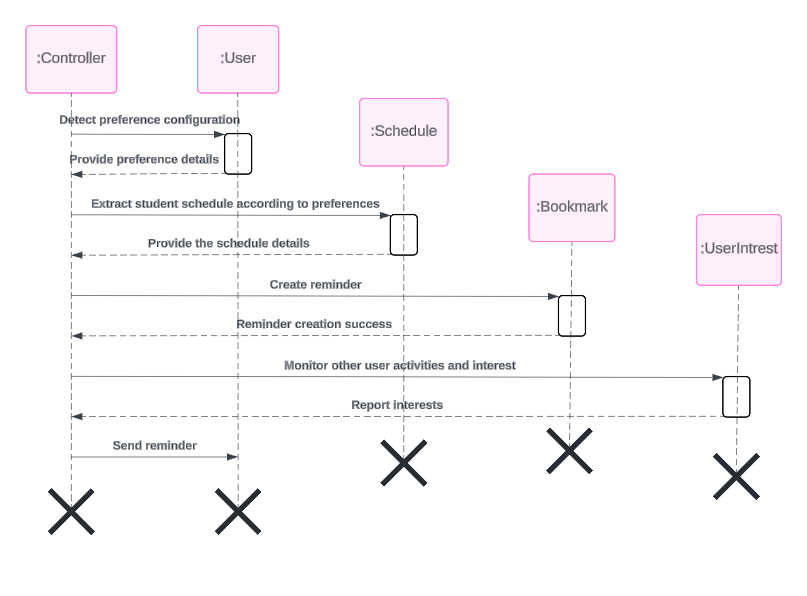 :Controller
:User
Detect preference configuration
:Schedule
Provide preference details
Extract student schedule according to preferences
:Bookmark
Provide the schedule details
:UserIntrest
Create reminder
Reminder creation success
Monitor other user activities and interest
Report interests
Send reminder